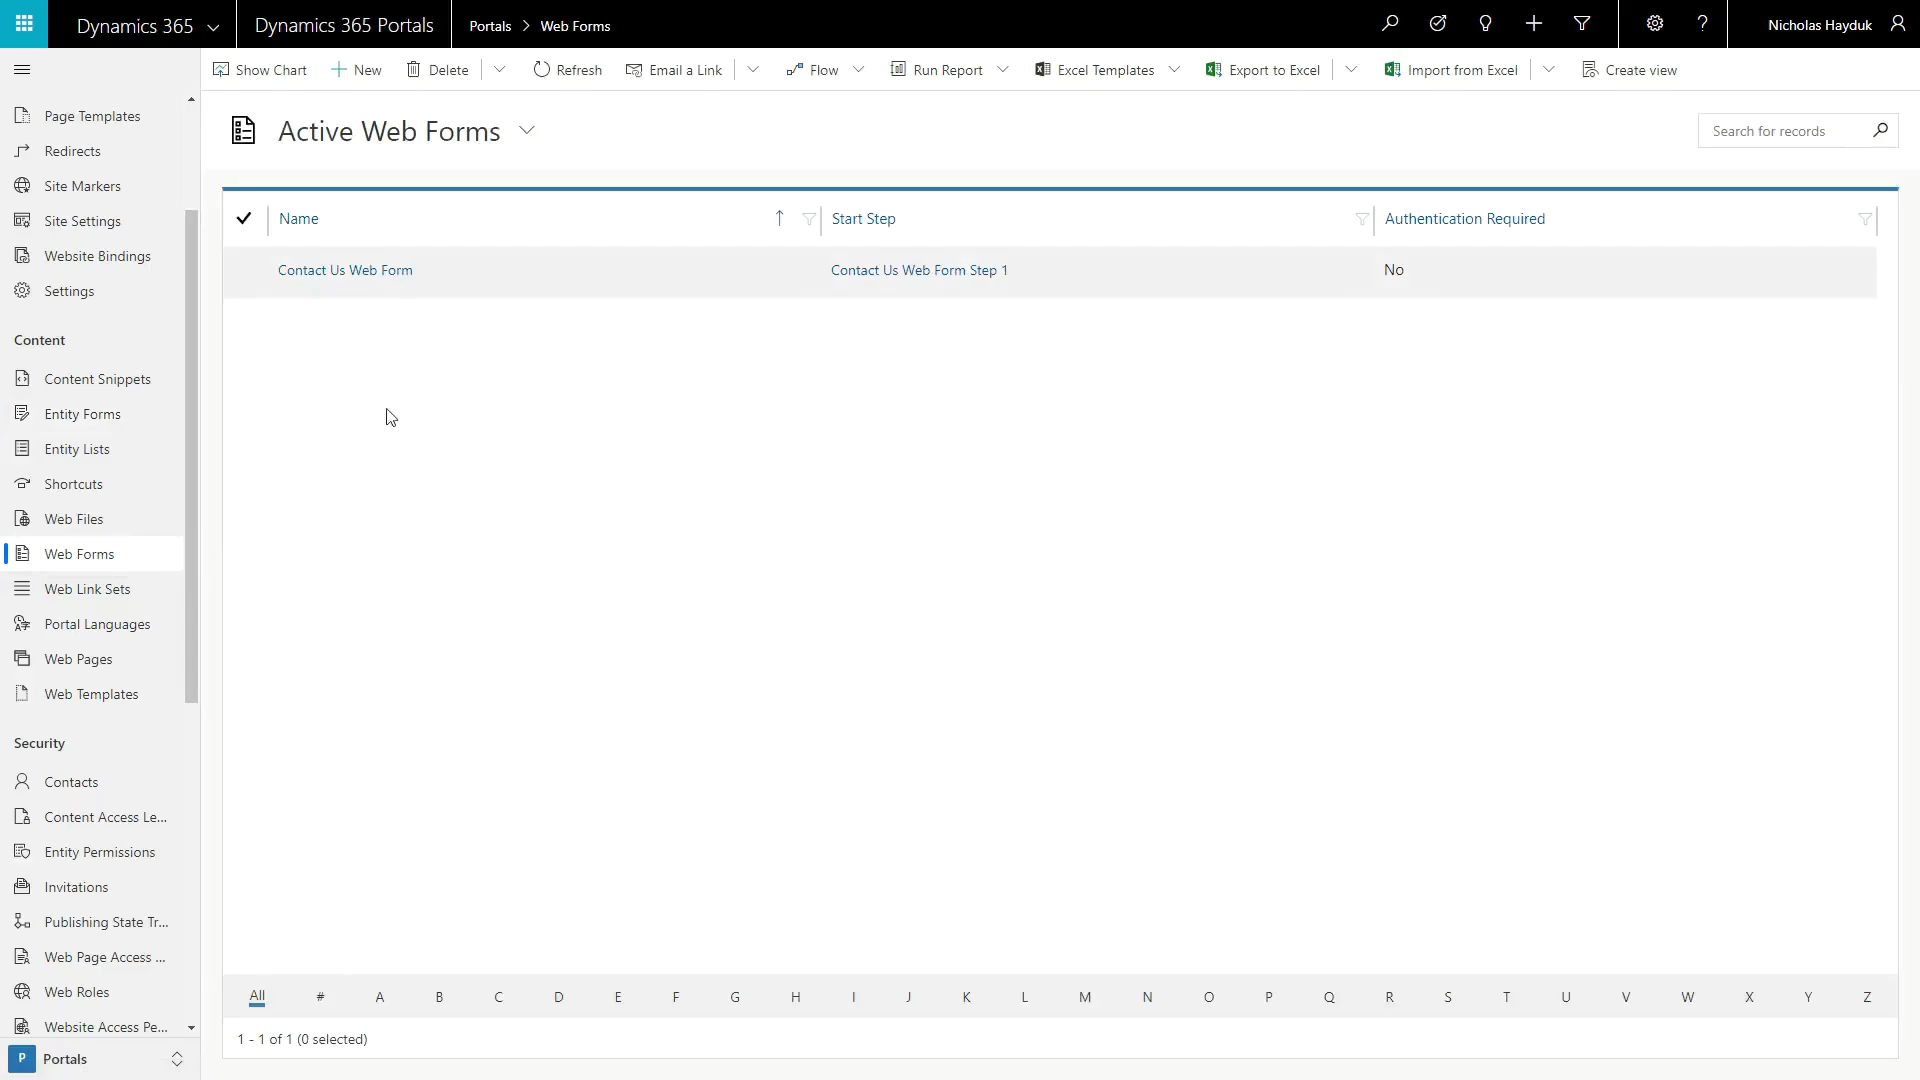 Dynamics 365
Dynamics 365 Portals
Portals > Web Forms
Nicholas Hayduk
Show Chart
New
Delete
Refresh
Email a Link
Flow
Run Report
Excel Templates
Export to Excel
Import from Excel
Create view
Page Templates
Redirects
Site Markers
Site Settings
Website Bindings
Settings
Content
Content Snippets
Entity Forms
Entity Lists
Shortcuts
Web Files
Web Forms
Web Link Sets
Portal Languages
Web Pages
Web Templates
Security
Contacts
Content Access Le...
Entity Permissions
Invitations
Publishing State Tr...
Web Page Access ...
Web Roles
Website Access Pe...
P Portals
Active Web Forms
Search for records
Name Start Step Authentication Required
Contact Us Web Form Contact Us Web Form Step 1 No
All # A B C D E F G H I J K L M N O P Q R S T U V W X Y Z
1 - 1 of 1 (0 selected)